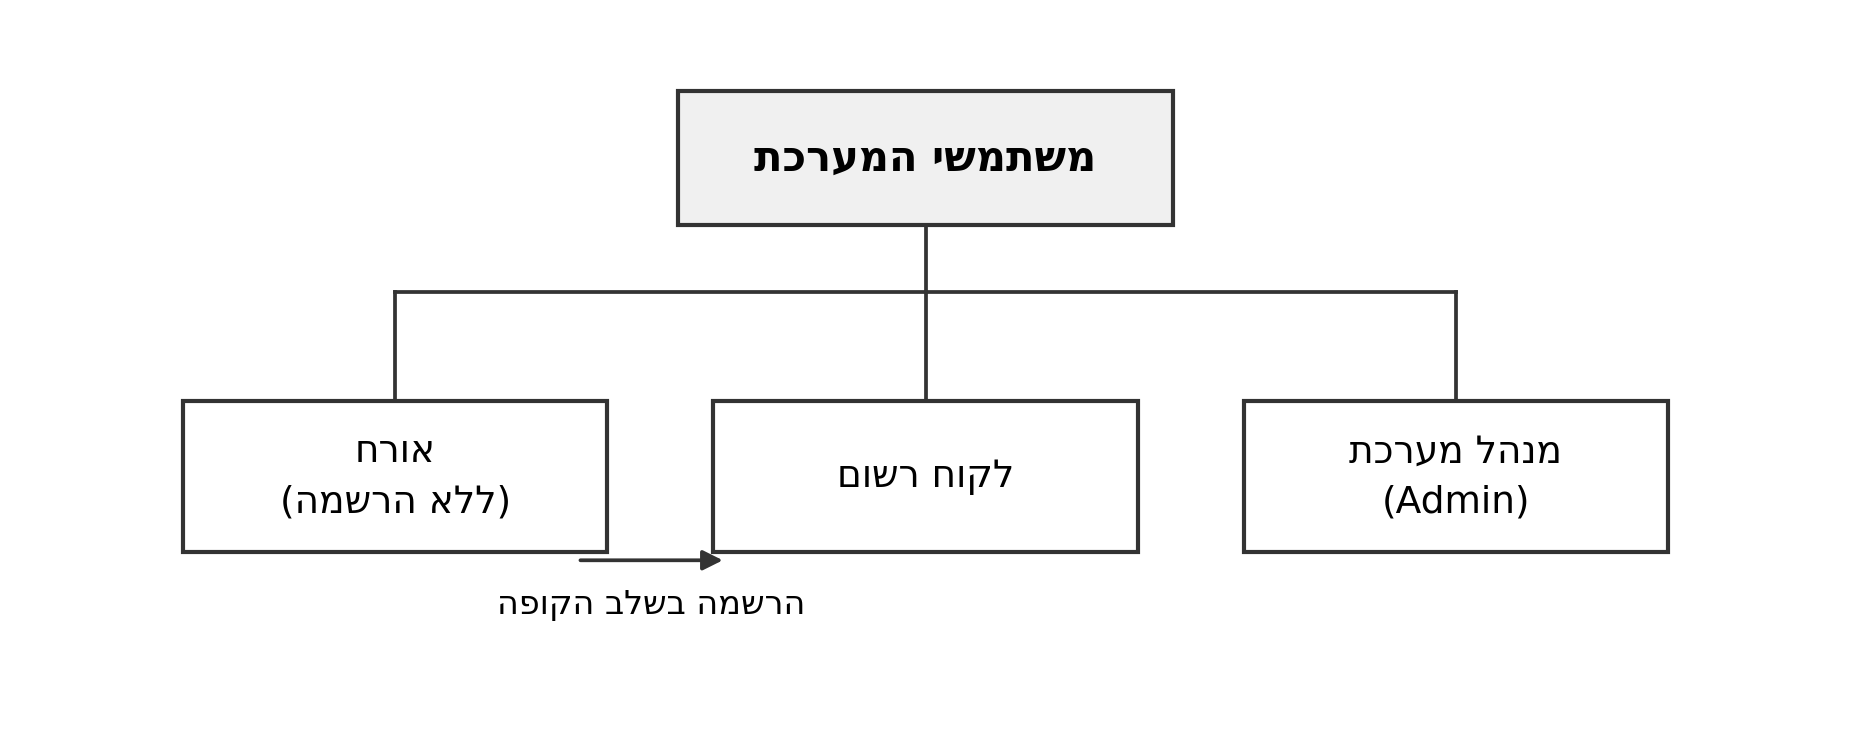 משתמשי המערכת
מנהל מערכת
(Admin)
לקוח רשום
אורח
(ללא הרשמה)
הרשמה בשלב הקופה